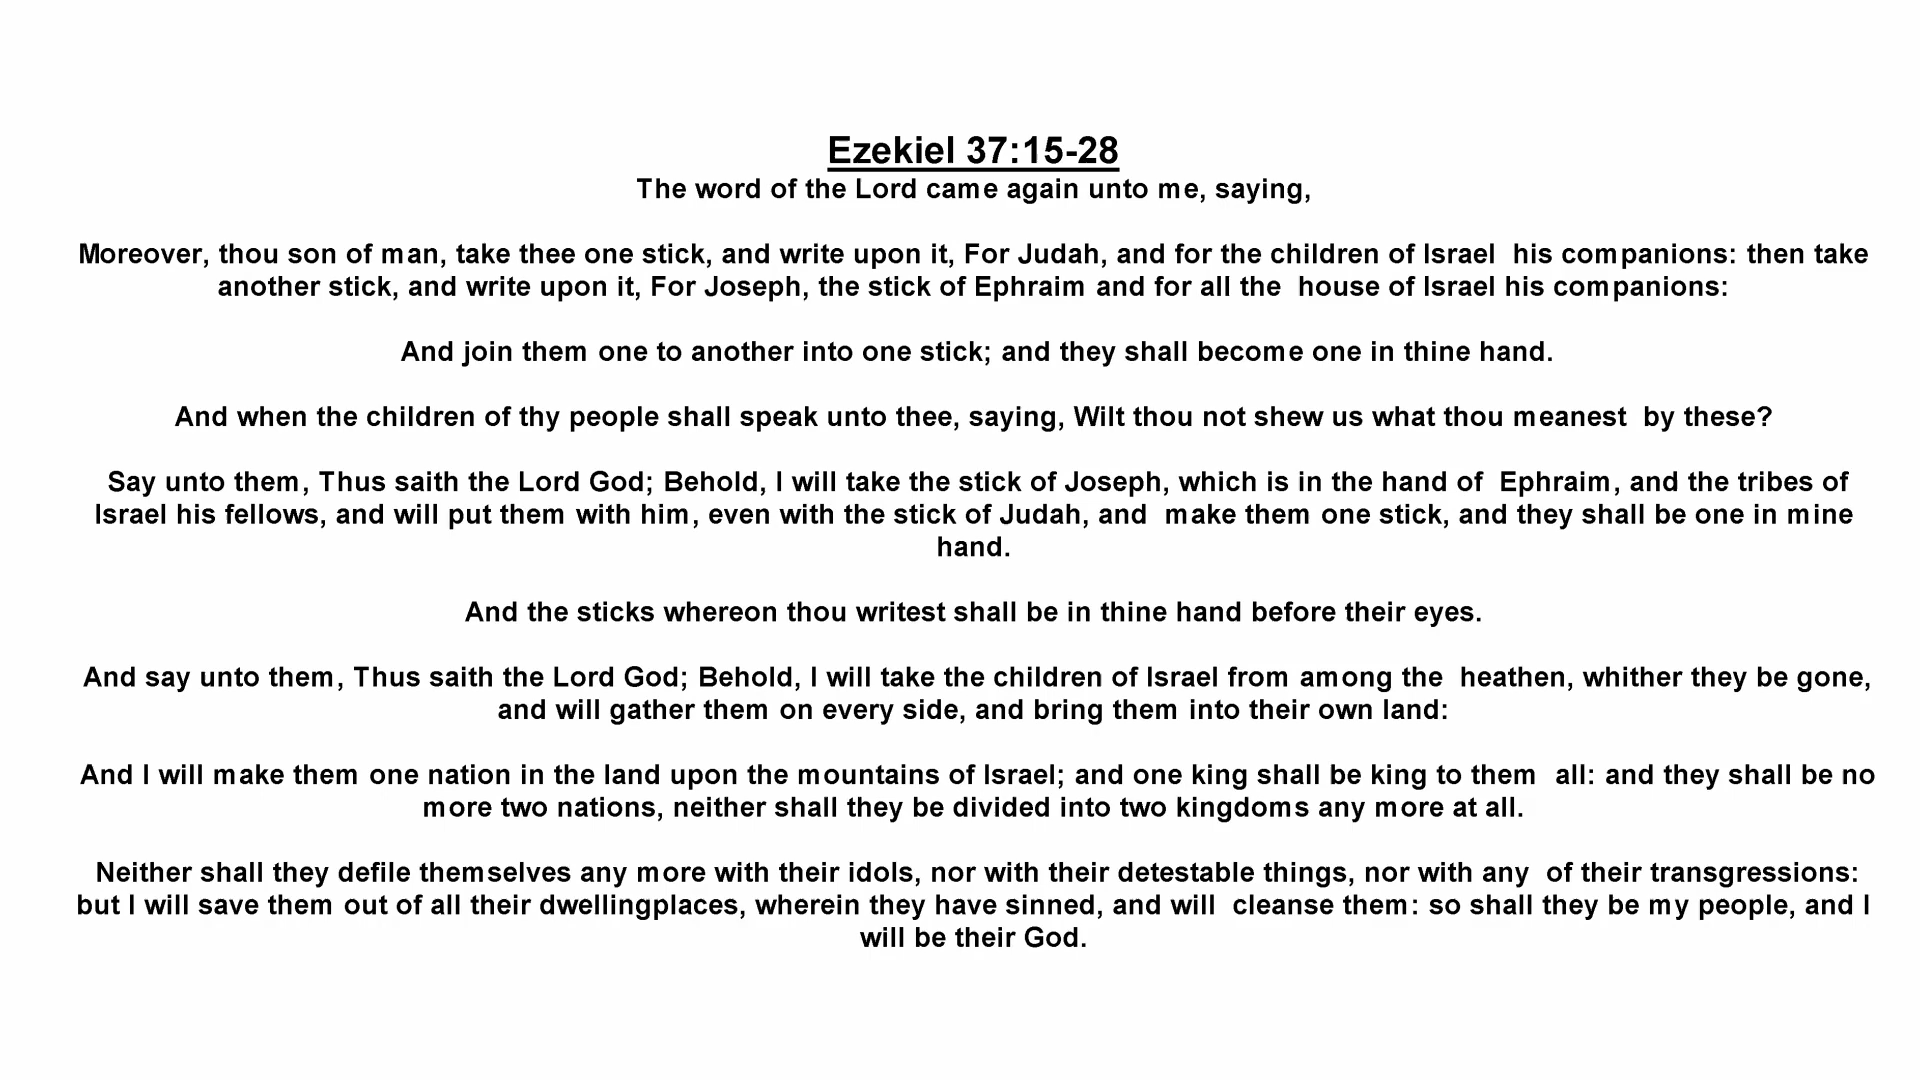 Ezekiel 37:15-28
The word of the Lord came again unto me, saying,
Moreover, thou son of man, take thee one stick, and write upon it, For Judah, and for the children of Israel his companions: then take
another stick, and write upon it, For Joseph, the stick of Ephraim and for all the house of Israel his companions:
And join them one to another into one stick; and they shall become one in thine hand.
And when the children of thy people shall speak unto thee, saying, Wilt thou not shew us what thou meanest by these?
Say unto them, Thus saith the Lord God; Behold, I will take the stick of Joseph, which is in the hand of Ephraim, and the tribes of
Israel his fellows, and will put them with him, even with the stick of Judah, and make them one stick, and they shall be one in mine
hand.
And the sticks whereon thou writest shall be in thine hand before their eyes.
And say unto them, Thus saith the Lord God; Behold, I will take the children of Israel from among the heathen, whither they be gone,
and will gather them on every side, and bring them into their own land:
And I will make them one nation in the land upon the mountains of Israel; and one king shall be king to them all: and they shall be no
more two nations, neither shall they be divided into two kingdoms any more at all.
Neither shall they defile themselves any more with their idols, nor with their detestable things, nor with any of their transgressions:
but I will save them out of all their dwellingplaces, wherein they have sinned, and will cleanse them: so shall they be my people, and I
will be their God.